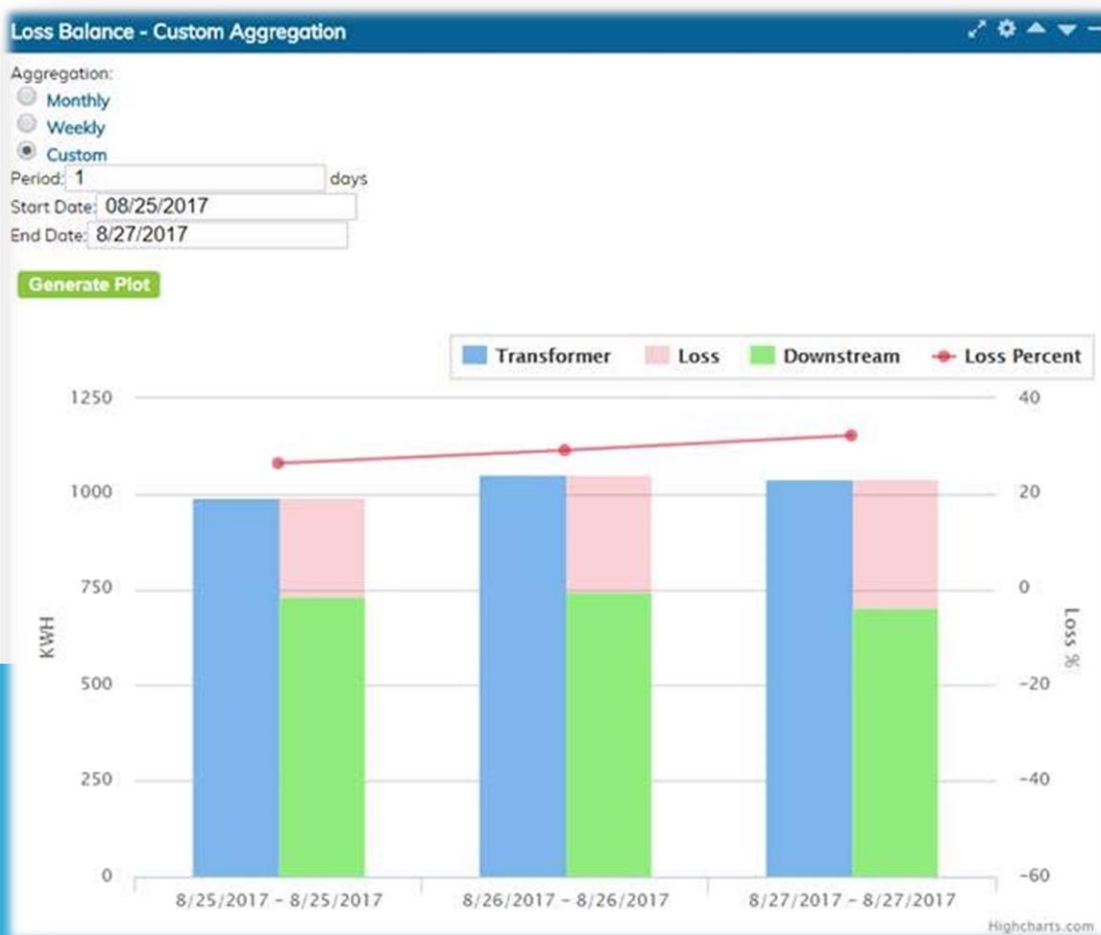 Loss Balance - Custom Aggregation
Aggregation:
Monthly
Weekly
Custom
Period: 1 days
Start Date: 08/25/2017
End Date: 8/27/2017
Generate Plot
Transformer Loss Downstream Loss Percent
1250 40
1000 20
750 0
KWH Loss %
500 -20
250 -40
0 -60
8/25/2017 - 8/25/2017 8/26/2017 - 8/26/2017 8/27/2017 - 8/27/2017
Highcharts.com